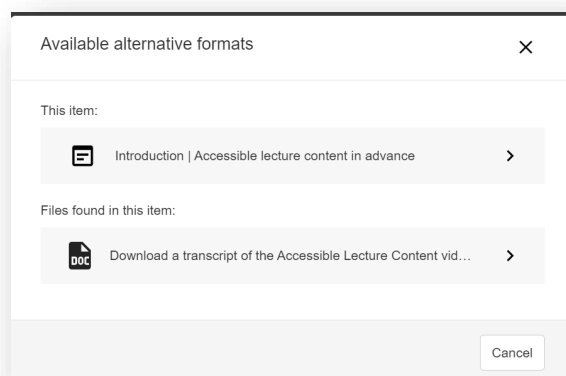 Available alternative formats
This item:
Introduction | Accessible lecture content in advance
Files found in this item:
DOC
Download a transcript of the Accessible Lecture Content vid…
Cancel